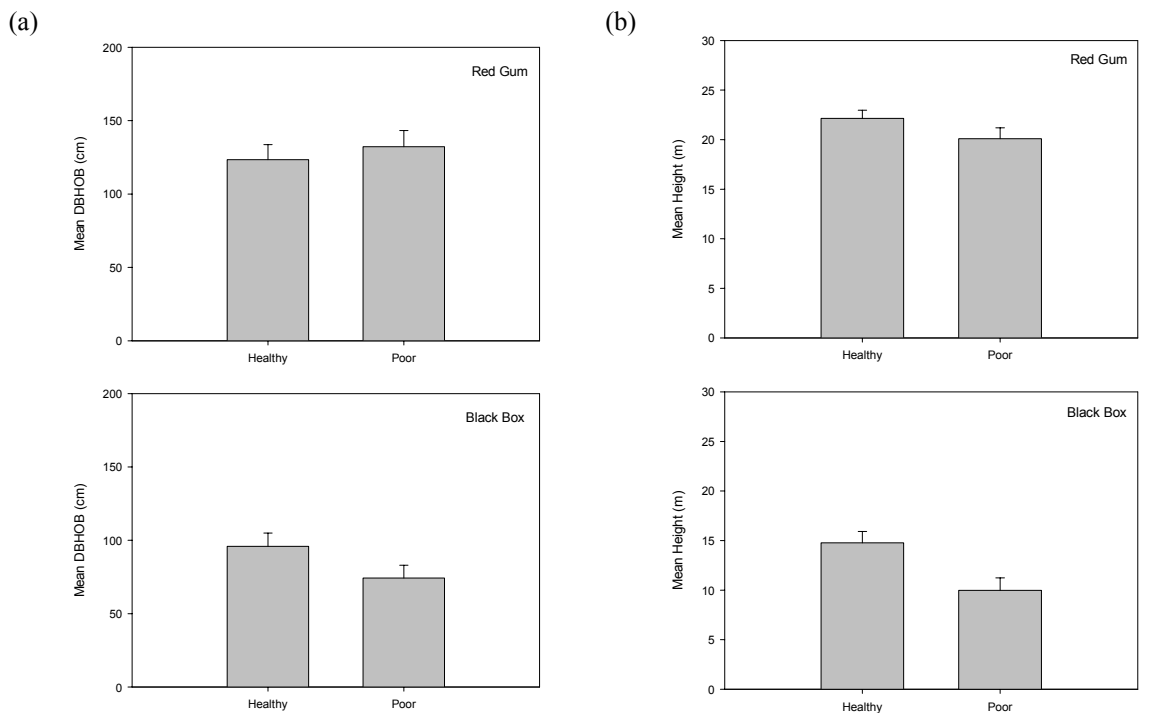 (a)
200
150
100
50
0
Mean DBHOB (cm)
Red Gum
Healthy
Poor
200
150
100
50
0
Mean DBHOB (cm)
Black Box
Healthy
Poor
(b)
30
25
20
15
10
5
0
Mean Height (m)
Red Gum
Healthy
Poor
30
25
20
15
10
5
0
Mean Height (m)
Black Box
Healthy
Poor